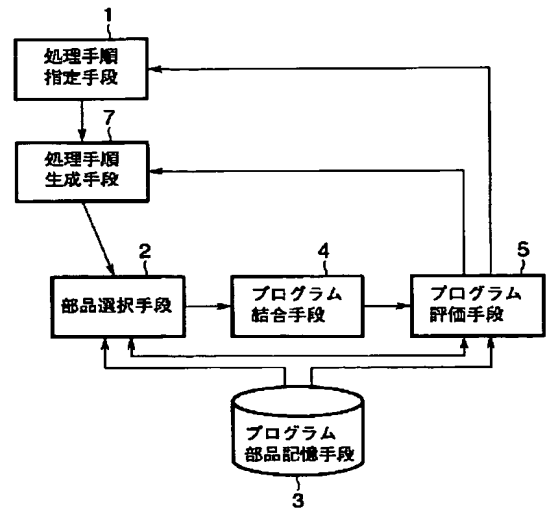 1
処理手順
指定手段
7
処理手順
生成手段
2
部品選択手段
4
プログラム
結合手段
5
プログラム
評価手段
プログラム
部品記憶手段
3